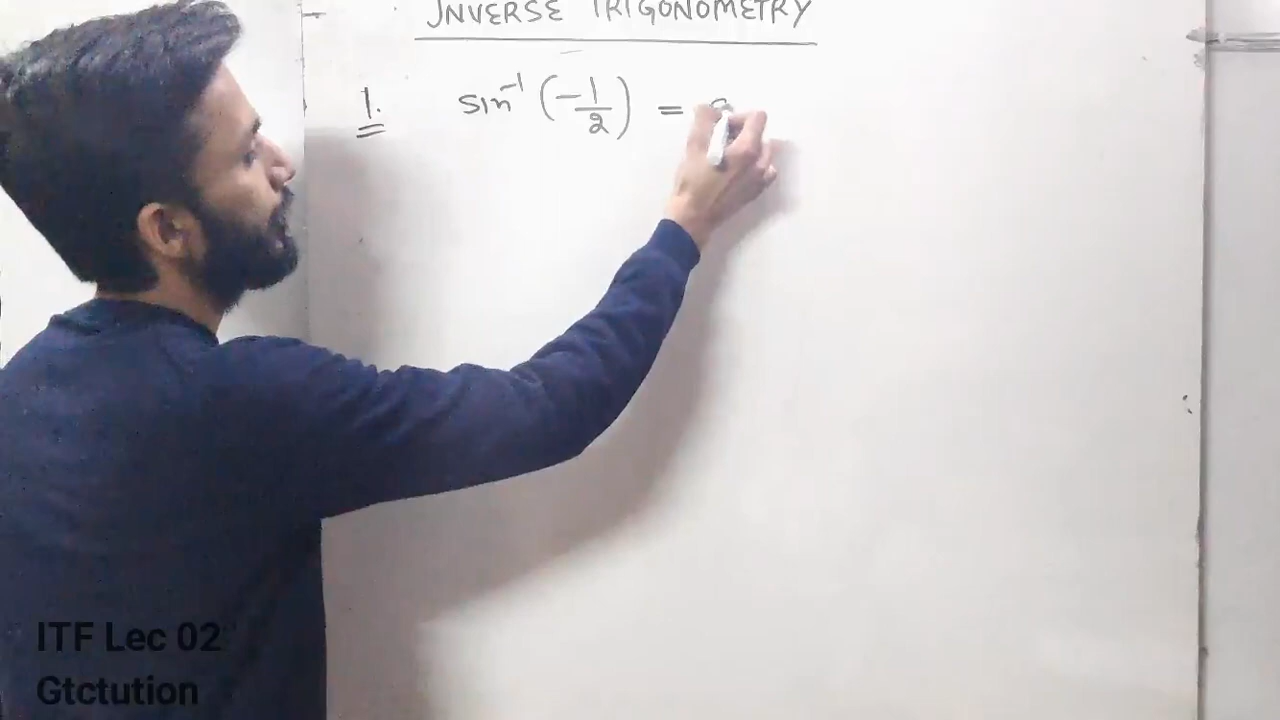 INVERSE TRIGONOMETRY
1. sin⁻¹ (-1/2) =
ITF Lec 02
Gtctution